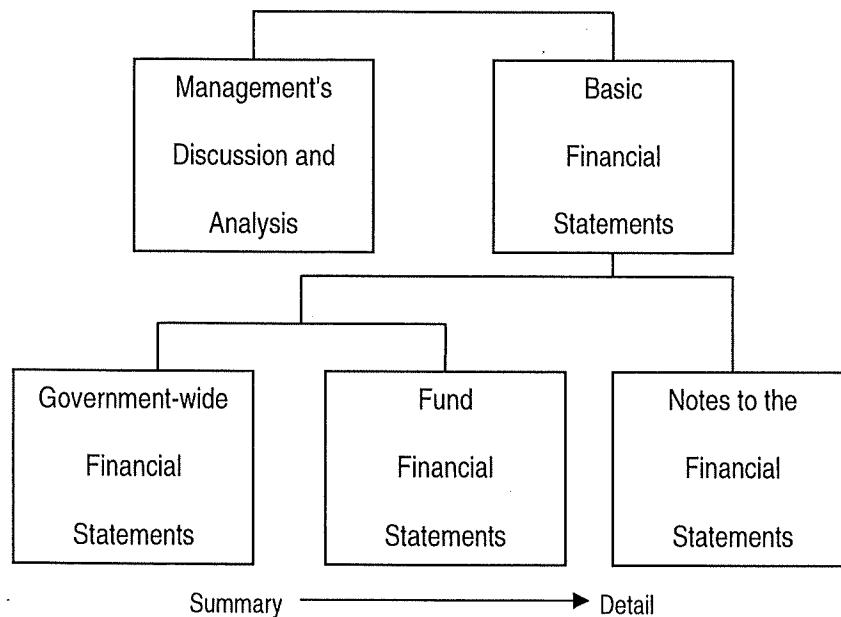 Management's
Discussion and
Analysis
Basic
Financial
Statements
Government-wide
Financial
Statements
Fund
Financial
Statements
Notes to the
Financial
Statements
Summary
Detail